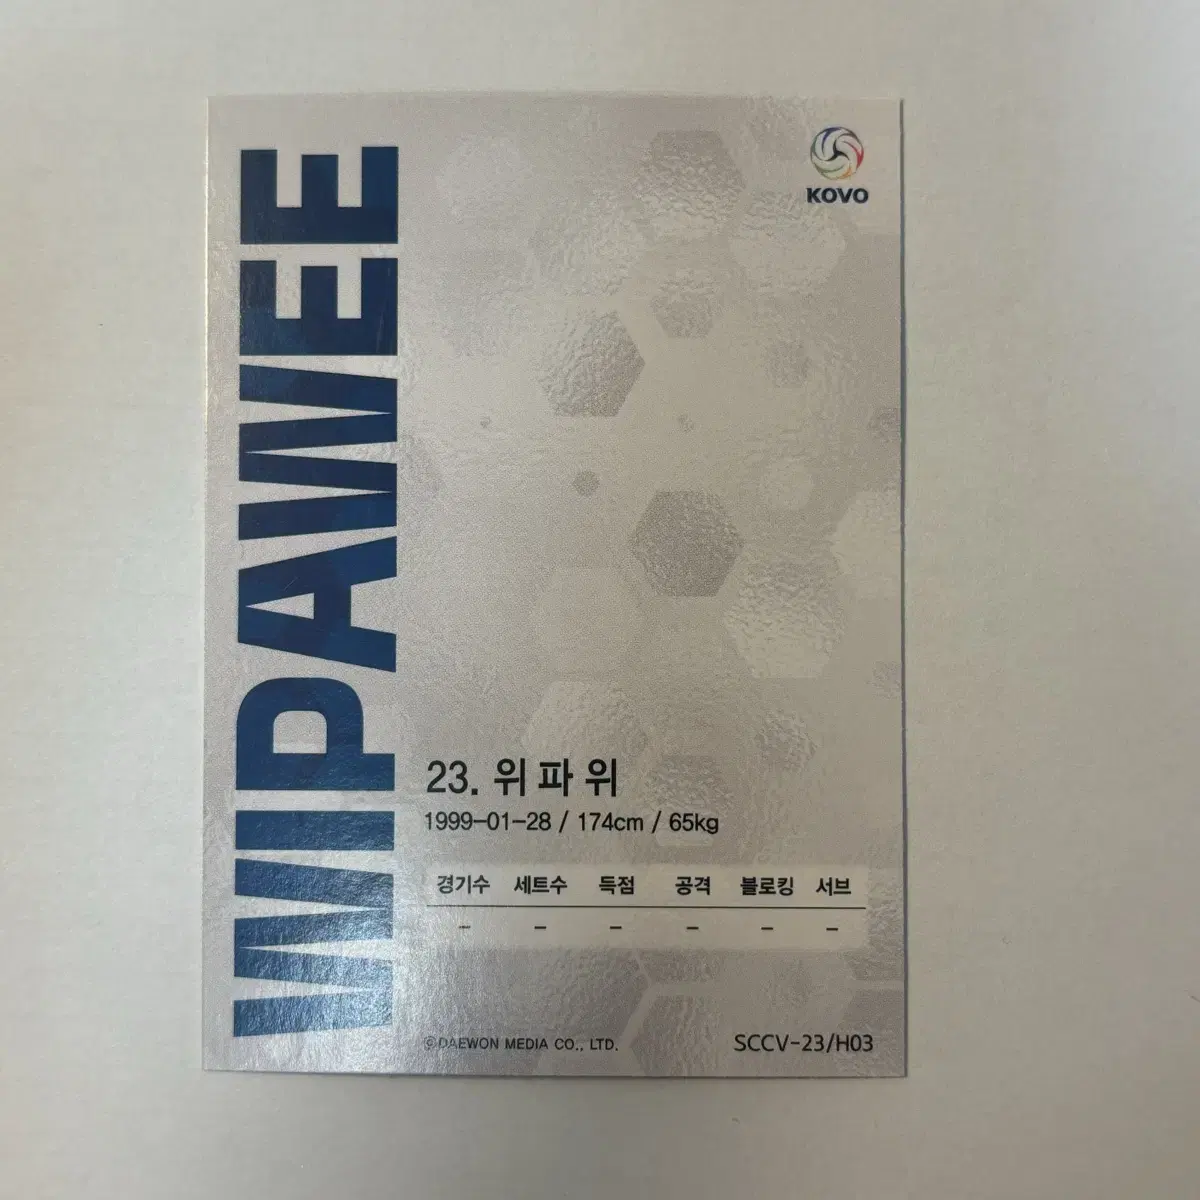 KOVO
WIPAWEE
23. 위파위
1999-01-28 / 174cm / 65kg
경기수 세트수 득점 공격 블로킹 서브
– – – – – –
©DAEWON MEDIA CO., LTD.
SCCV-23/H03